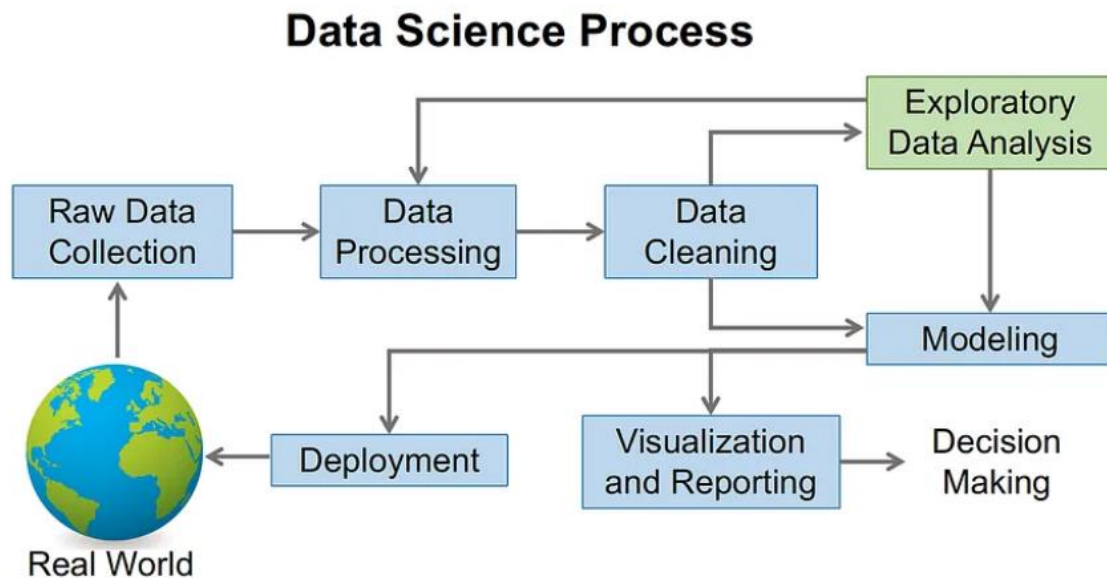 Data Science Process
Exploratory
Data Analysis
Raw Data
Collection
Data
Processing
Data
Cleaning
Modeling
Deployment
Visualization
and Reporting
Decision
Making
Real World